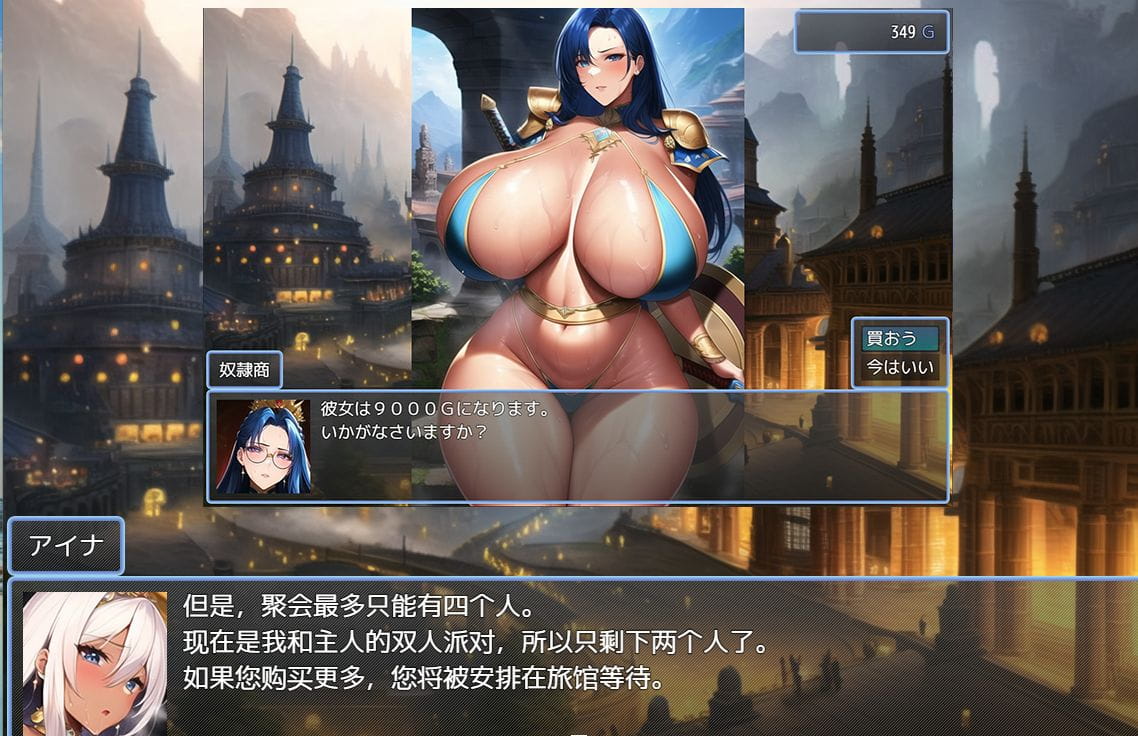 349 G
買おう
今はいい
奴隷商
彼女は９０００Gになります。
いかがなさいますか？
アイナ
但是，聚会最多只能有四个人。
现在是我和主人的双人派对，所以只剩下两个人了。
如果您购买更多，您将被安排在旅馆等待。